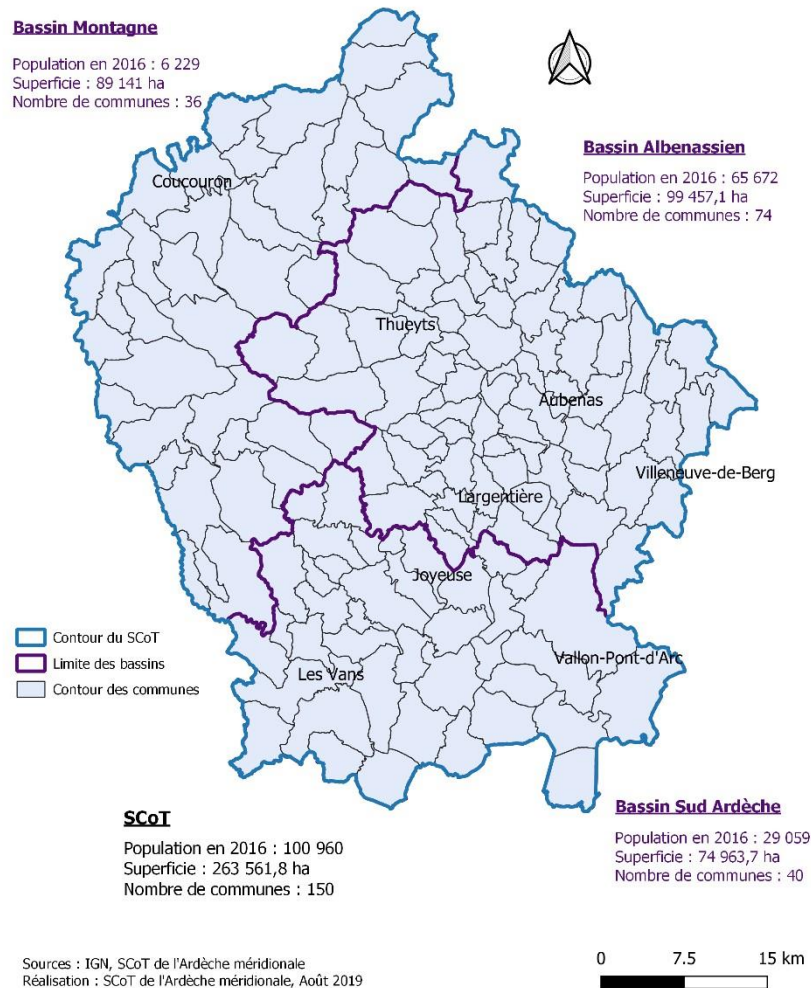 Bassin Montagne
Population en 2016 : 6 229
Superficie : 89 141 ha
Nombre de communes : 36
Bassin Albenassien
Population en 2016 : 65 672
Superficie : 99 457,1 ha
Nombre de communes : 74
Coucouron
Thueyts
Aubenas
Villeneuve-de-Berg
Largentière
Joyeuse
Vallon-Pont-d'Arc
Les Vans
Contour du SCoT
Limite des bassins
Contour des communes
SCoT
Population en 2016 : 100 960
Superficie : 263 561,8 ha
Nombre de communes : 150
Bassin Sud Ardèche
Population en 2016 : 29 059
Superficie : 74 963,7 ha
Nombre de communes : 40
Sources : IGN, SCoT de l'Ardèche méridionale
Réalisation : SCoT de l'Ardèche méridionale, Août 2019
0 7.5 15 km